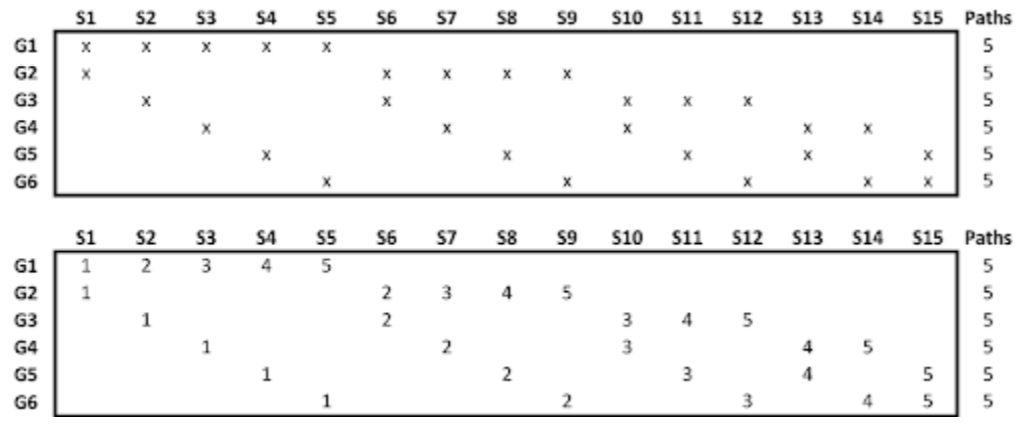 S1 S2 S3 S4 S5 S6 S7 S8 S9 S10 S11 S12 S13 S14 S15 Paths
G1 x x x x x 5
G2 x x x x x 5
G3 x x x x x 5
G4 x x x x x 5
G5 x x x x x 5
G6 x x x x x 5
S1 S2 S3 S4 S5 S6 S7 S8 S9 S10 S11 S12 S13 S14 S15 Paths
G1 1 2 3 4 5 5
G2 1 2 3 4 5 5
G3 1 2 3 4 5 5
G4 1 2 3 4 5 5
G5 1 2 3 4 5 5
G6 1 2 3 4 5 5